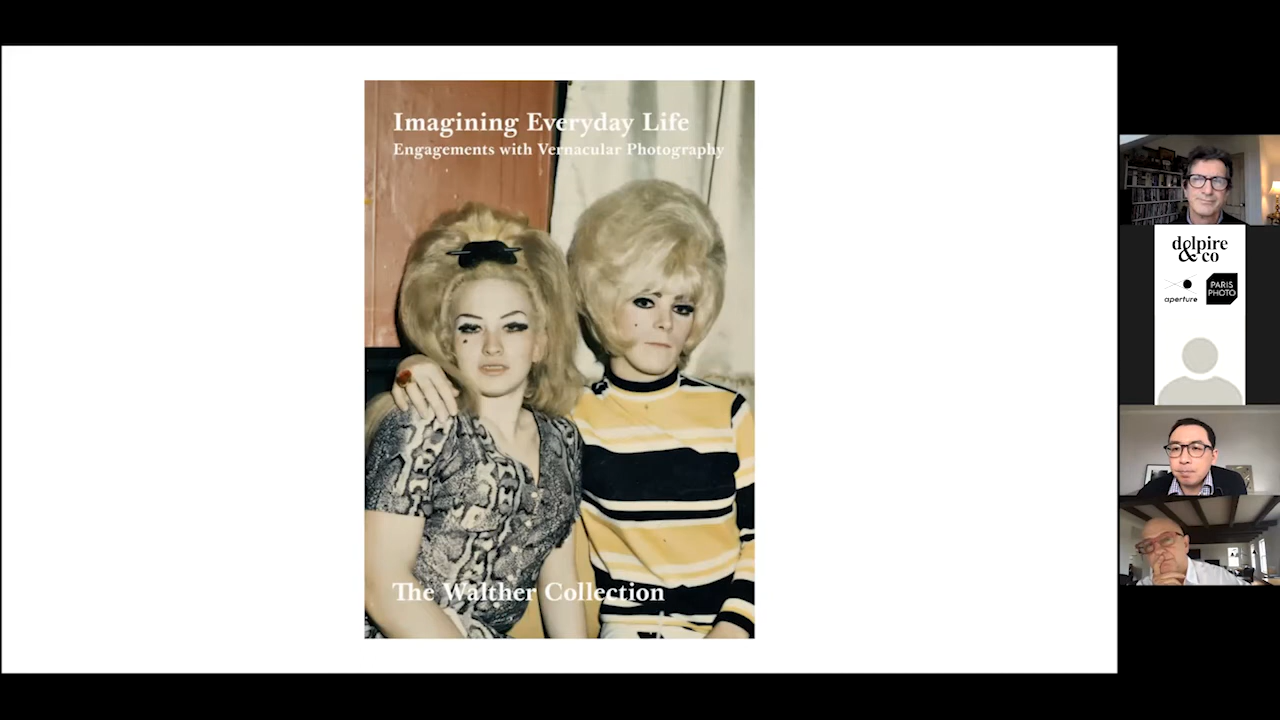 Imagining Everyday Life
Engagements with Vernacular Photography
The Walther Collection
delpire
& co
aperture
PARIS
PHOTO